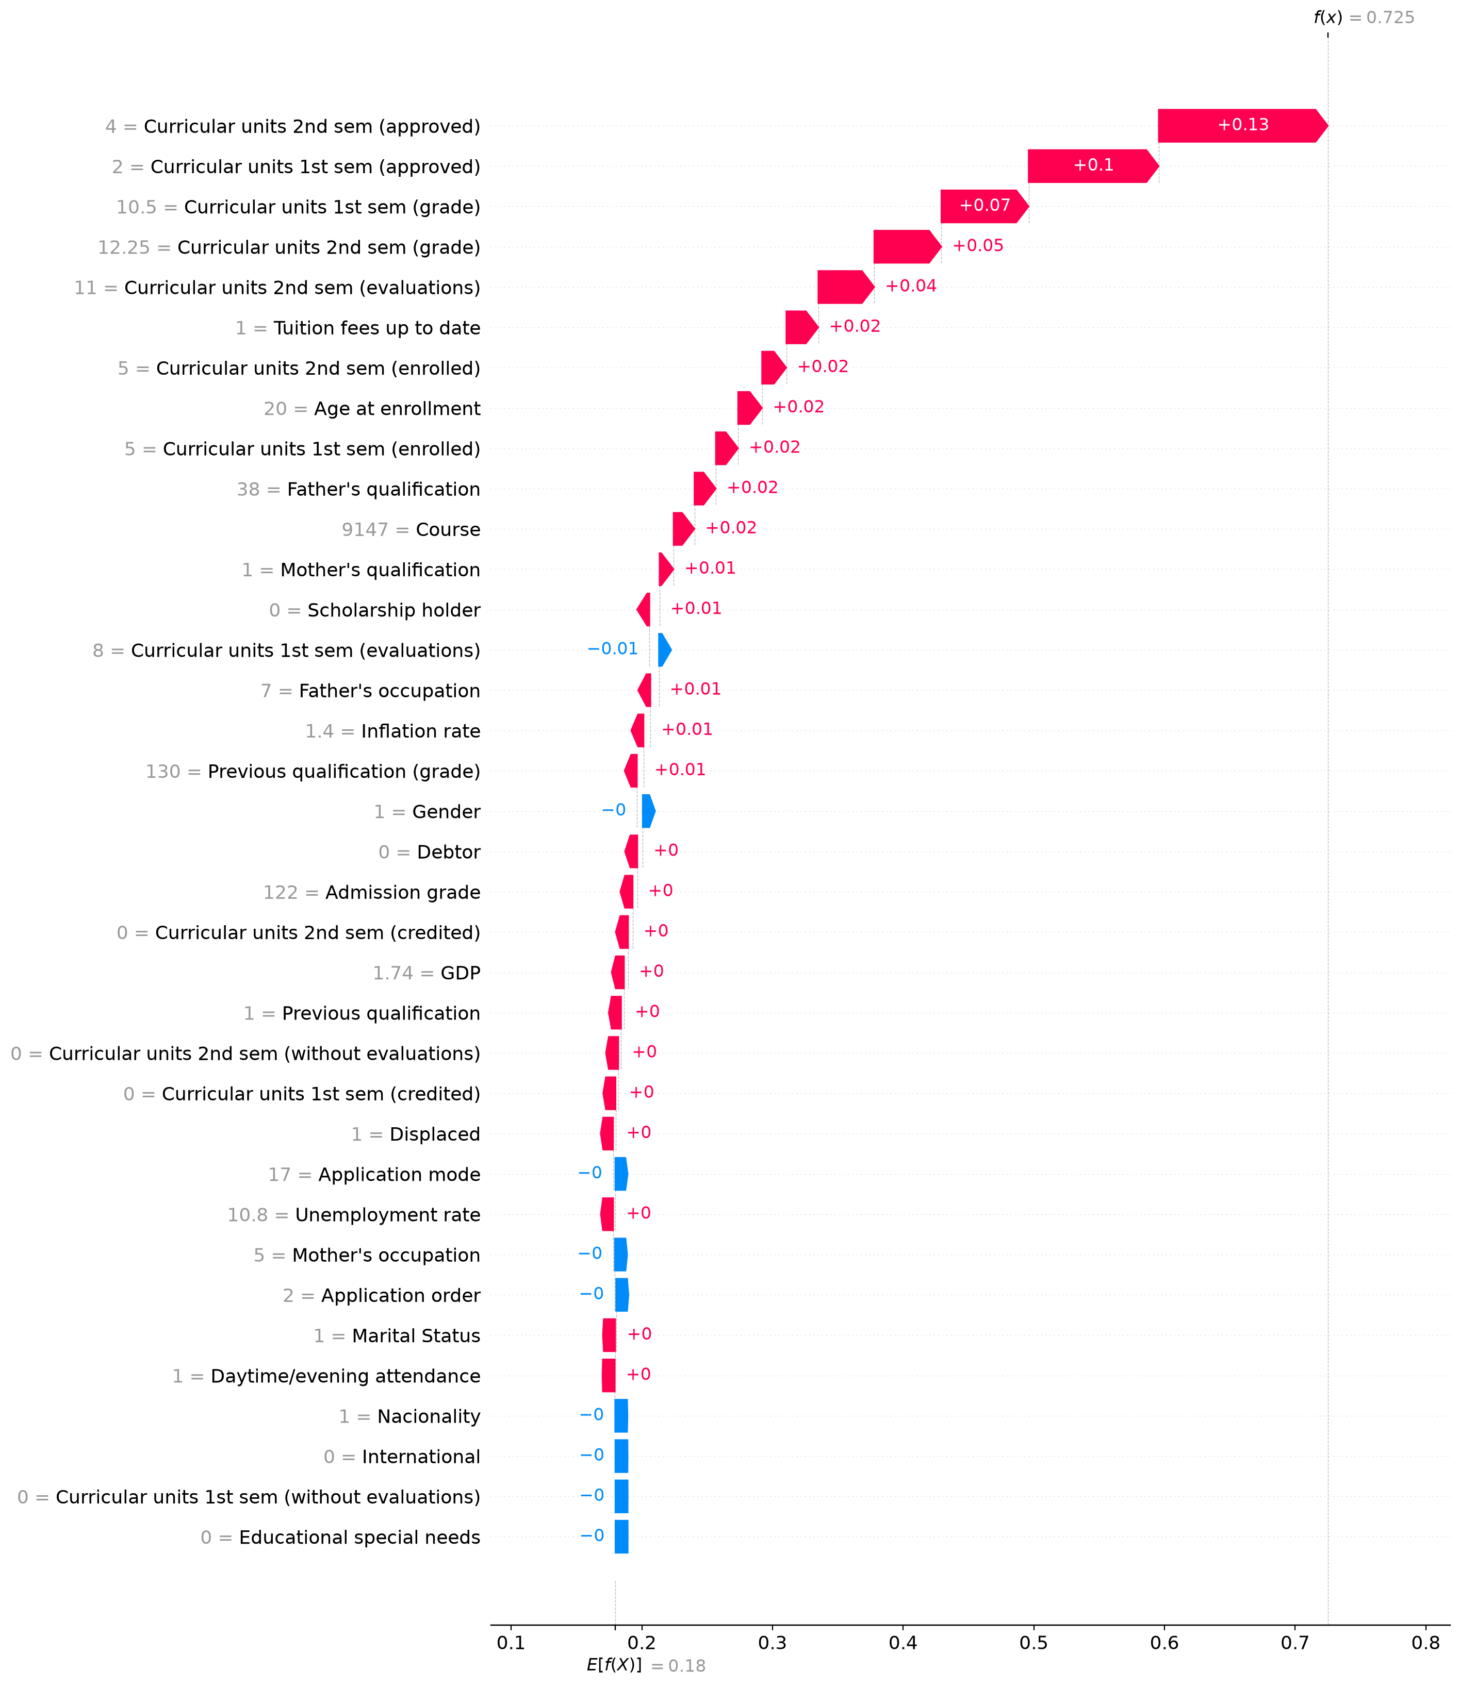 f(x) = 0.725
4 = Curricular units 2nd sem (approved) +0.13
2 = Curricular units 1st sem (approved) +0.1
10.5 = Curricular units 1st sem (grade) +0.07
12.25 = Curricular units 2nd sem (grade) +0.05
11 = Curricular units 2nd sem (evaluations) +0.04
1 = Tuition fees up to date +0.02
5 = Curricular units 2nd sem (enrolled) +0.02
20 = Age at enrollment +0.02
5 = Curricular units 1st sem (enrolled) +0.02
38 = Father's qualification +0.02
9147 = Course +0.02
1 = Mother's qualification +0.01
0 = Scholarship holder +0.01
8 = Curricular units 1st sem (evaluations) −0.01
7 = Father's occupation +0.01
1.4 = Inflation rate +0.01
130 = Previous qualification (grade) +0.01
1 = Gender −0
0 = Debtor +0
122 = Admission grade +0
0 = Curricular units 2nd sem (credited) +0
1.74 = GDP +0
1 = Previous qualification +0
0 = Curricular units 2nd sem (without evaluations) +0
0 = Curricular units 1st sem (credited) +0
1 = Displaced +0
17 = Application mode −0
10.8 = Unemployment rate +0
5 = Mother's occupation −0
2 = Application order −0
1 = Marital Status +0
1 = Daytime/evening attendance +0
1 = Nacionality −0
0 = International −0
0 = Curricular units 1st sem (without evaluations) −0
0 = Educational special needs −0
0.1 0.2 0.3 0.4 0.5 0.6 0.7 0.8
E[f(X)] = 0.18